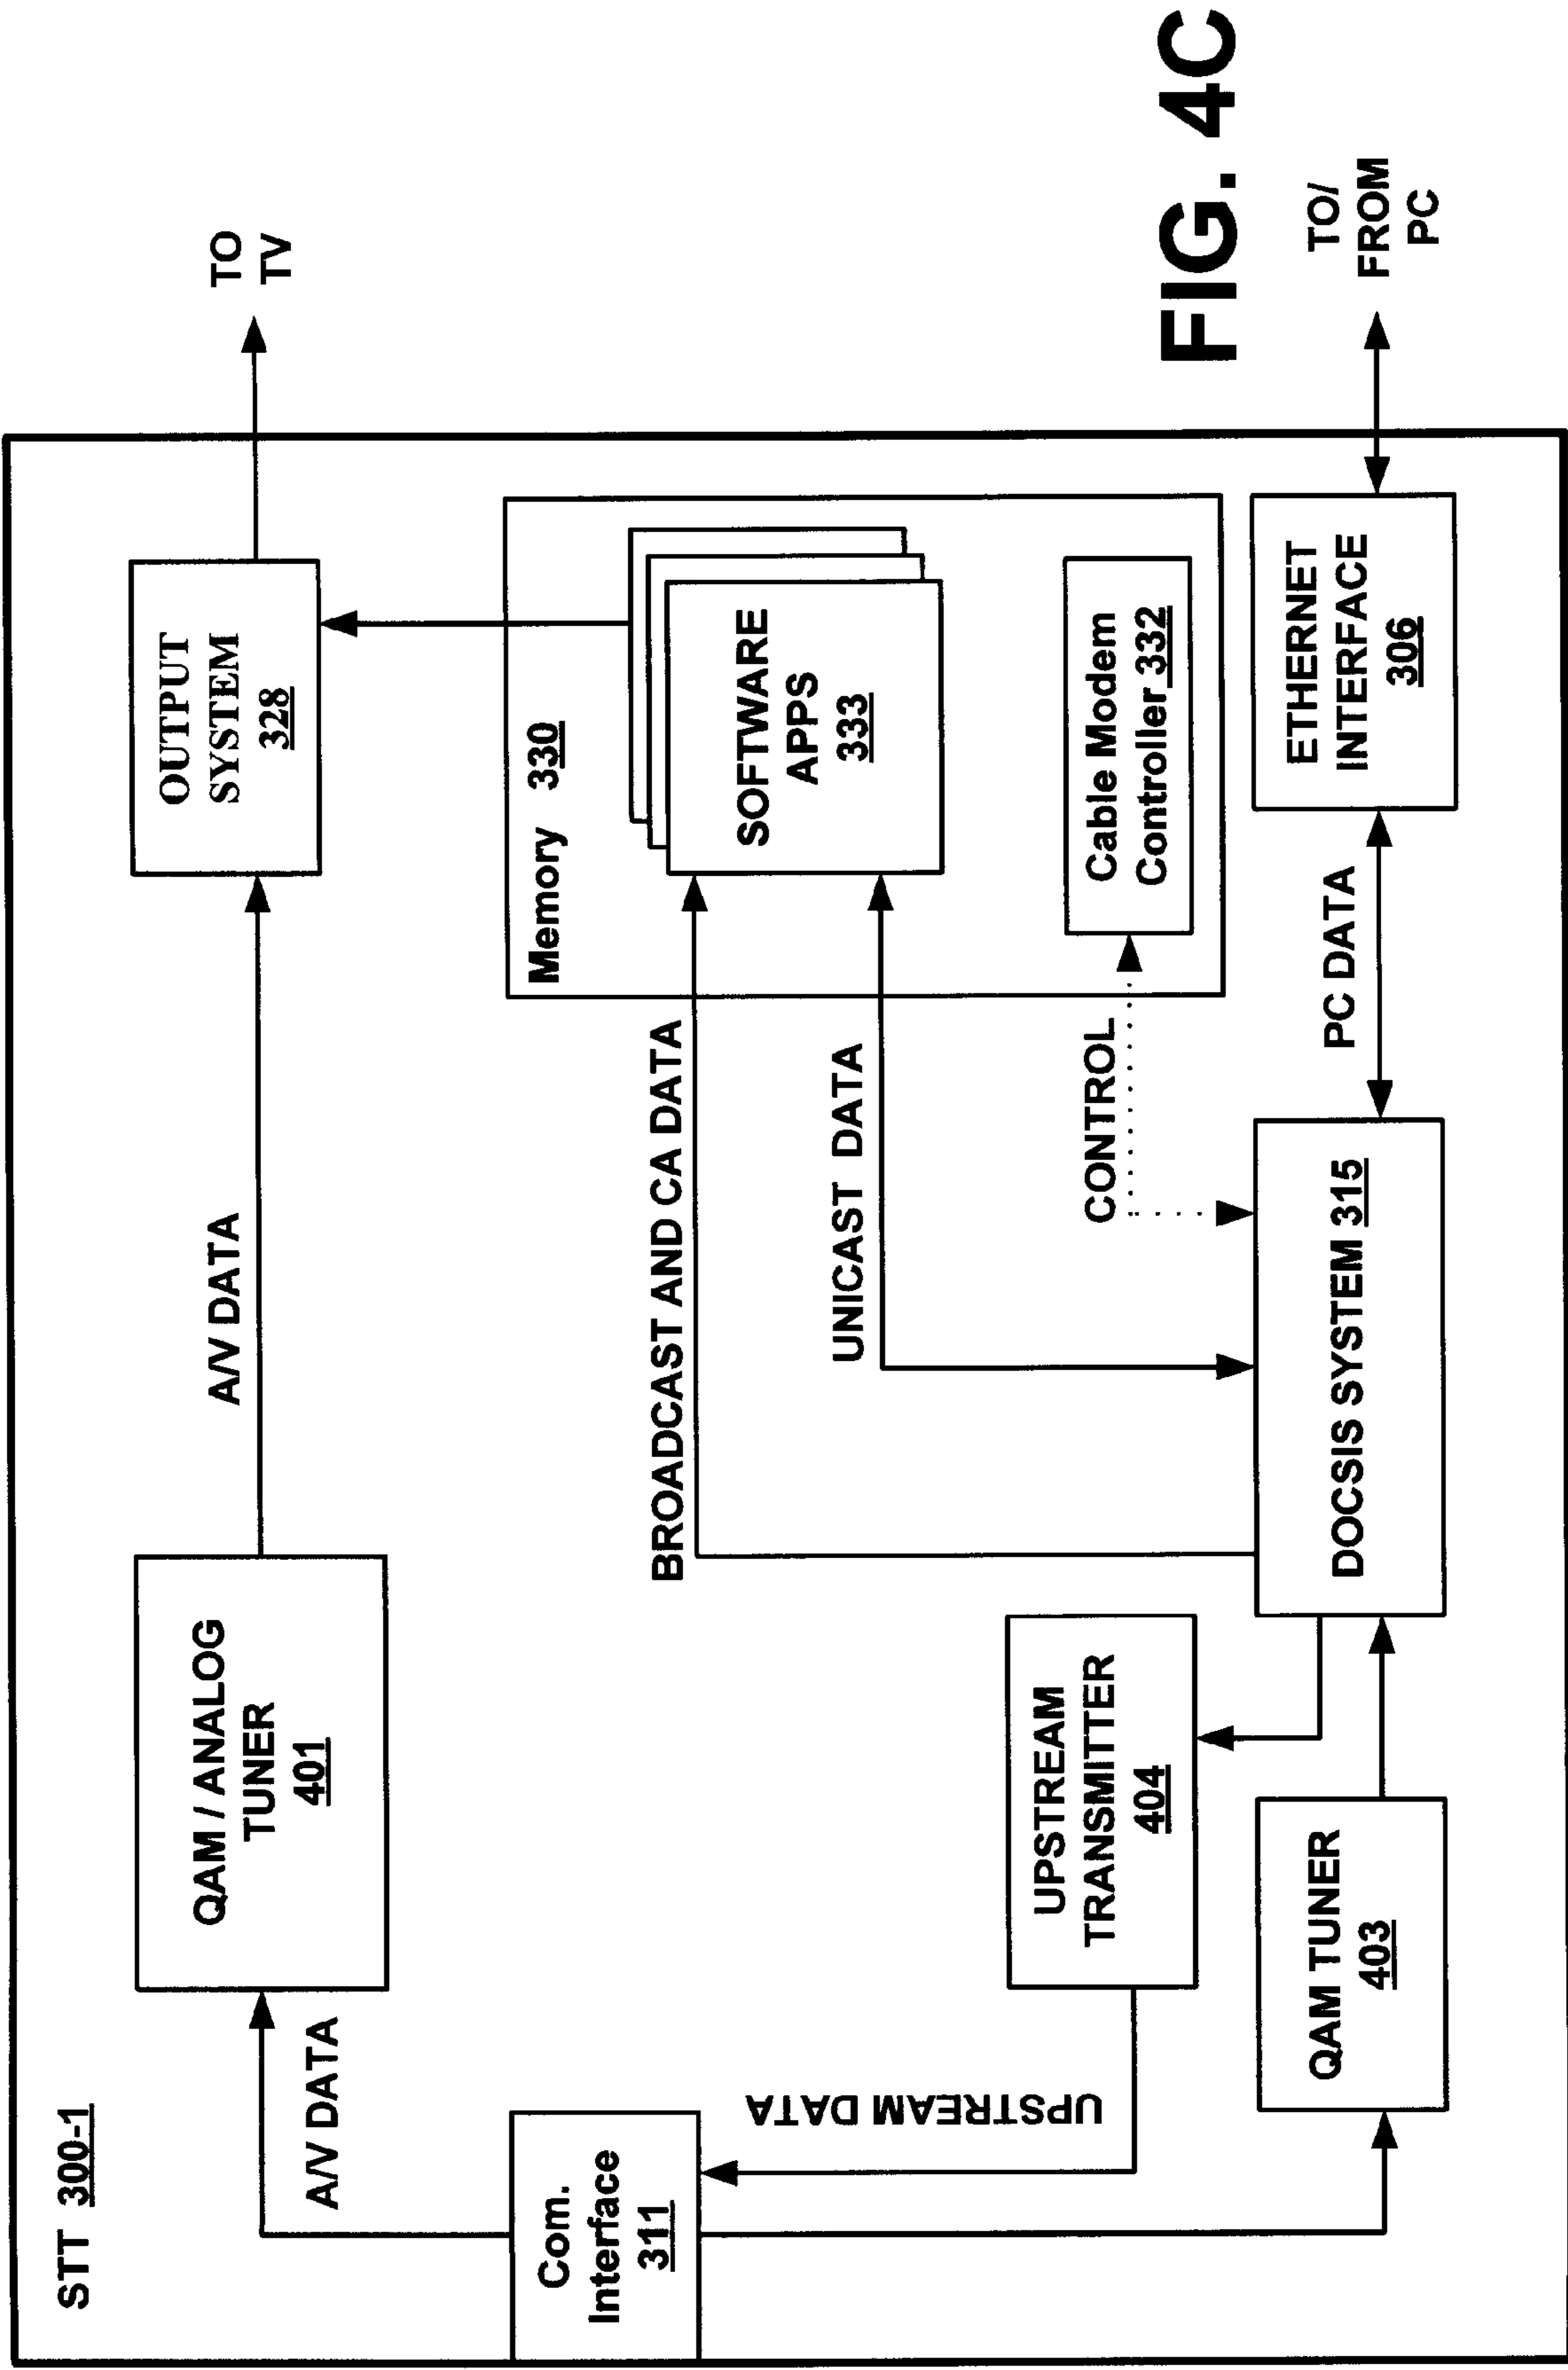 STT 300-1
A/V DATA
QAM / ANALOG
TUNER
401
A/V DATA
OUTPUT
SYSTEM
328
TO
TV
Com.
Interface
311
UPSTREAM DATA
BROADCAST AND CA DATA
UNICAST DATA
Memory 330
SOFTWARE
APPS
333
CONTROL
Cable Modem
Controller 332
UPSTREAM
TRANSMITTER
404
QAM TUNER
403
DOCSIS SYSTEM 315
PC DATA
ETHERNET
INTERFACE
306
TO/
FROM
PC
FIG. 4C